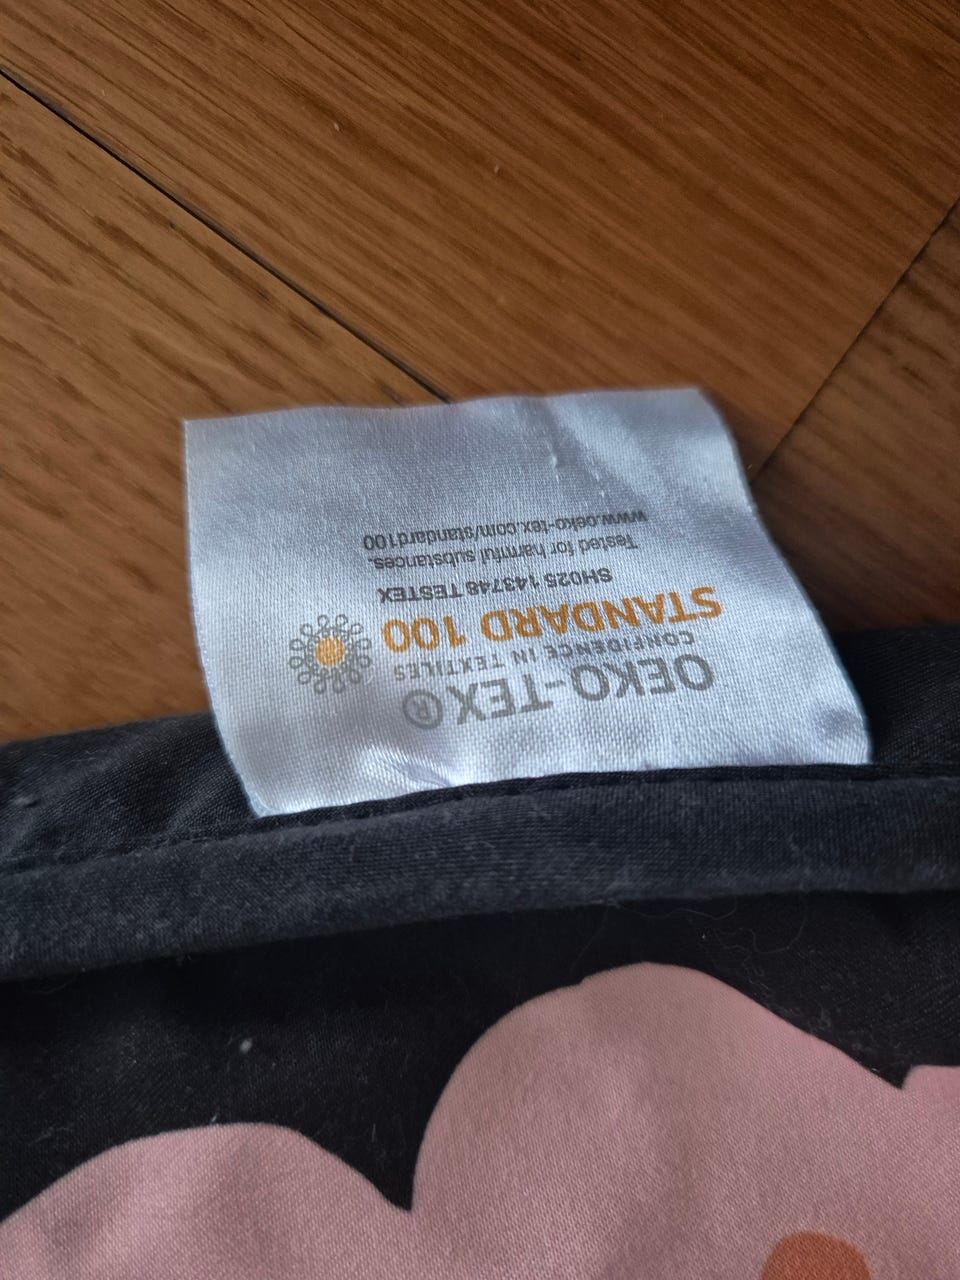 OEKO-TEX®
CONFIDENCE IN TEXTILES
STANDARD 100
SH025 143748 TESTEX
Tested for harmful substances.
www.oeko-tex.com/standard100